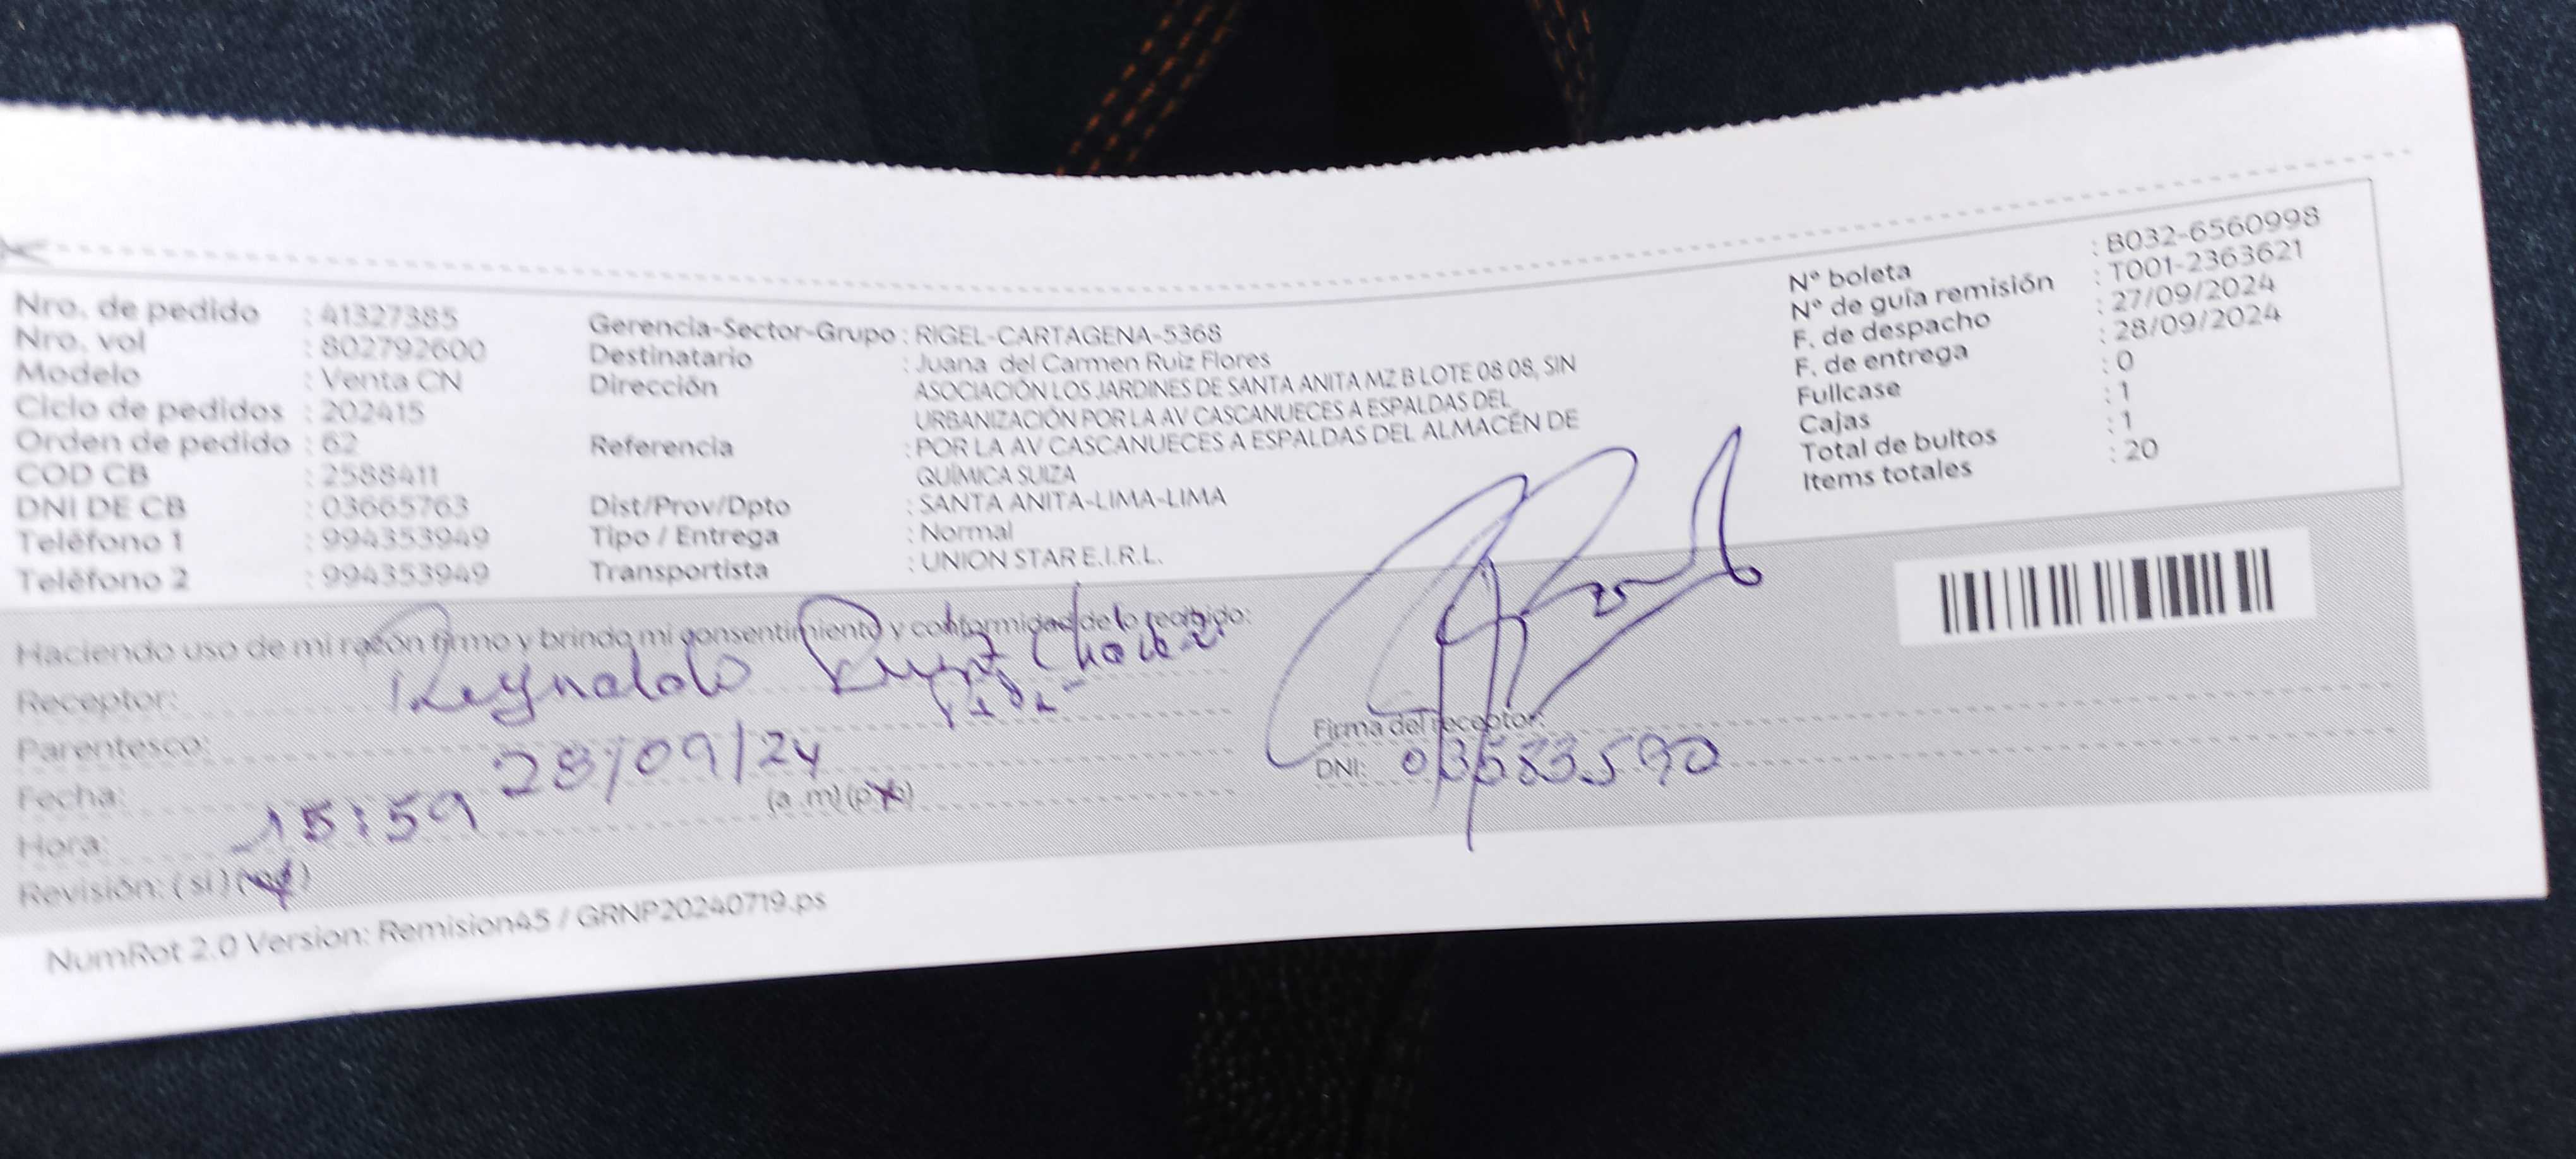 Nro. de pedido : 41327385
Nro. vol : 802792600
Modelo : Venta CN
Ciclo de pedidos : 202415
Orden de pedido : 62
COD CB : 2588411
DNI DE CB : 03665763
Teléfono 1 : 994353949
Teléfono 2 : 994353949
Gerencia-Sector-Grupo : RIGEL-CARTAGENA-5368
Destinatario : Juana del Carmen Ruiz Flores
Dirección : ASOCIACIÓN LOS JARDINES DE SANTA ANITA MZ B LOTE 08 08, SIN
URBANIZACIÓN POR LA AV CASCANUECES A ESPALDAS DEL
Referencia : POR LA AV CASCANUECES A ESPALDAS DEL ALMACÉN DE
QUÍMICA SUIZA
Dist/Prov/Dpto : SANTA ANITA-LIMA-LIMA
Tipo / Entrega : Normal
Transportista : UNION STAR E.I.R.L.
N° boleta : B032-6560998
N° de guía remisión : T001-2363621
F. de despacho : 27/09/2024
F. de entrega : 28/09/2024
Fullcase : 0
Cajas : 1
Total de bultos : 1
Items totales : 20
Haciendo uso de mi razón firmo y brindo mi consentimiento y conformidad de lo recibido:
Receptor: Reynaldo Ruiz
Parentesco:
Fecha: 28/09/24
Hora: 15:59 (a .m) (p.m)
Revisión: ( si ) (no)
Firma del receptor:
DNI: 03583590
NumRot 2.0 Version: Remision45 / GRNP20240719.ps